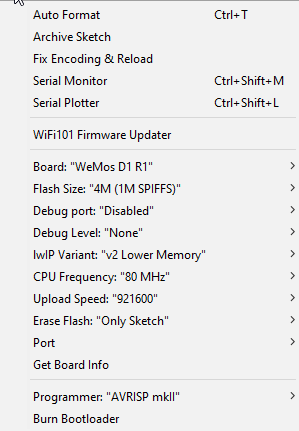 Auto Format Ctrl+T
Archive Sketch
Fix Encoding & Reload
Serial Monitor Ctrl+Shift+M
Serial Plotter Ctrl+Shift+L
WiFi101 Firmware Updater
Board: "WeMos D1 R1"
Flash Size: "4M (1M SPIFFS)"
Debug port: "Disabled"
Debug Level: "None"
IwIP Variant: "v2 Lower Memory"
CPU Frequency: "80 MHz"
Upload Speed: "921600"
Erase Flash: "Only Sketch"
Port
Get Board Info
Programmer: "AVRISP mkII"
Burn Bootloader